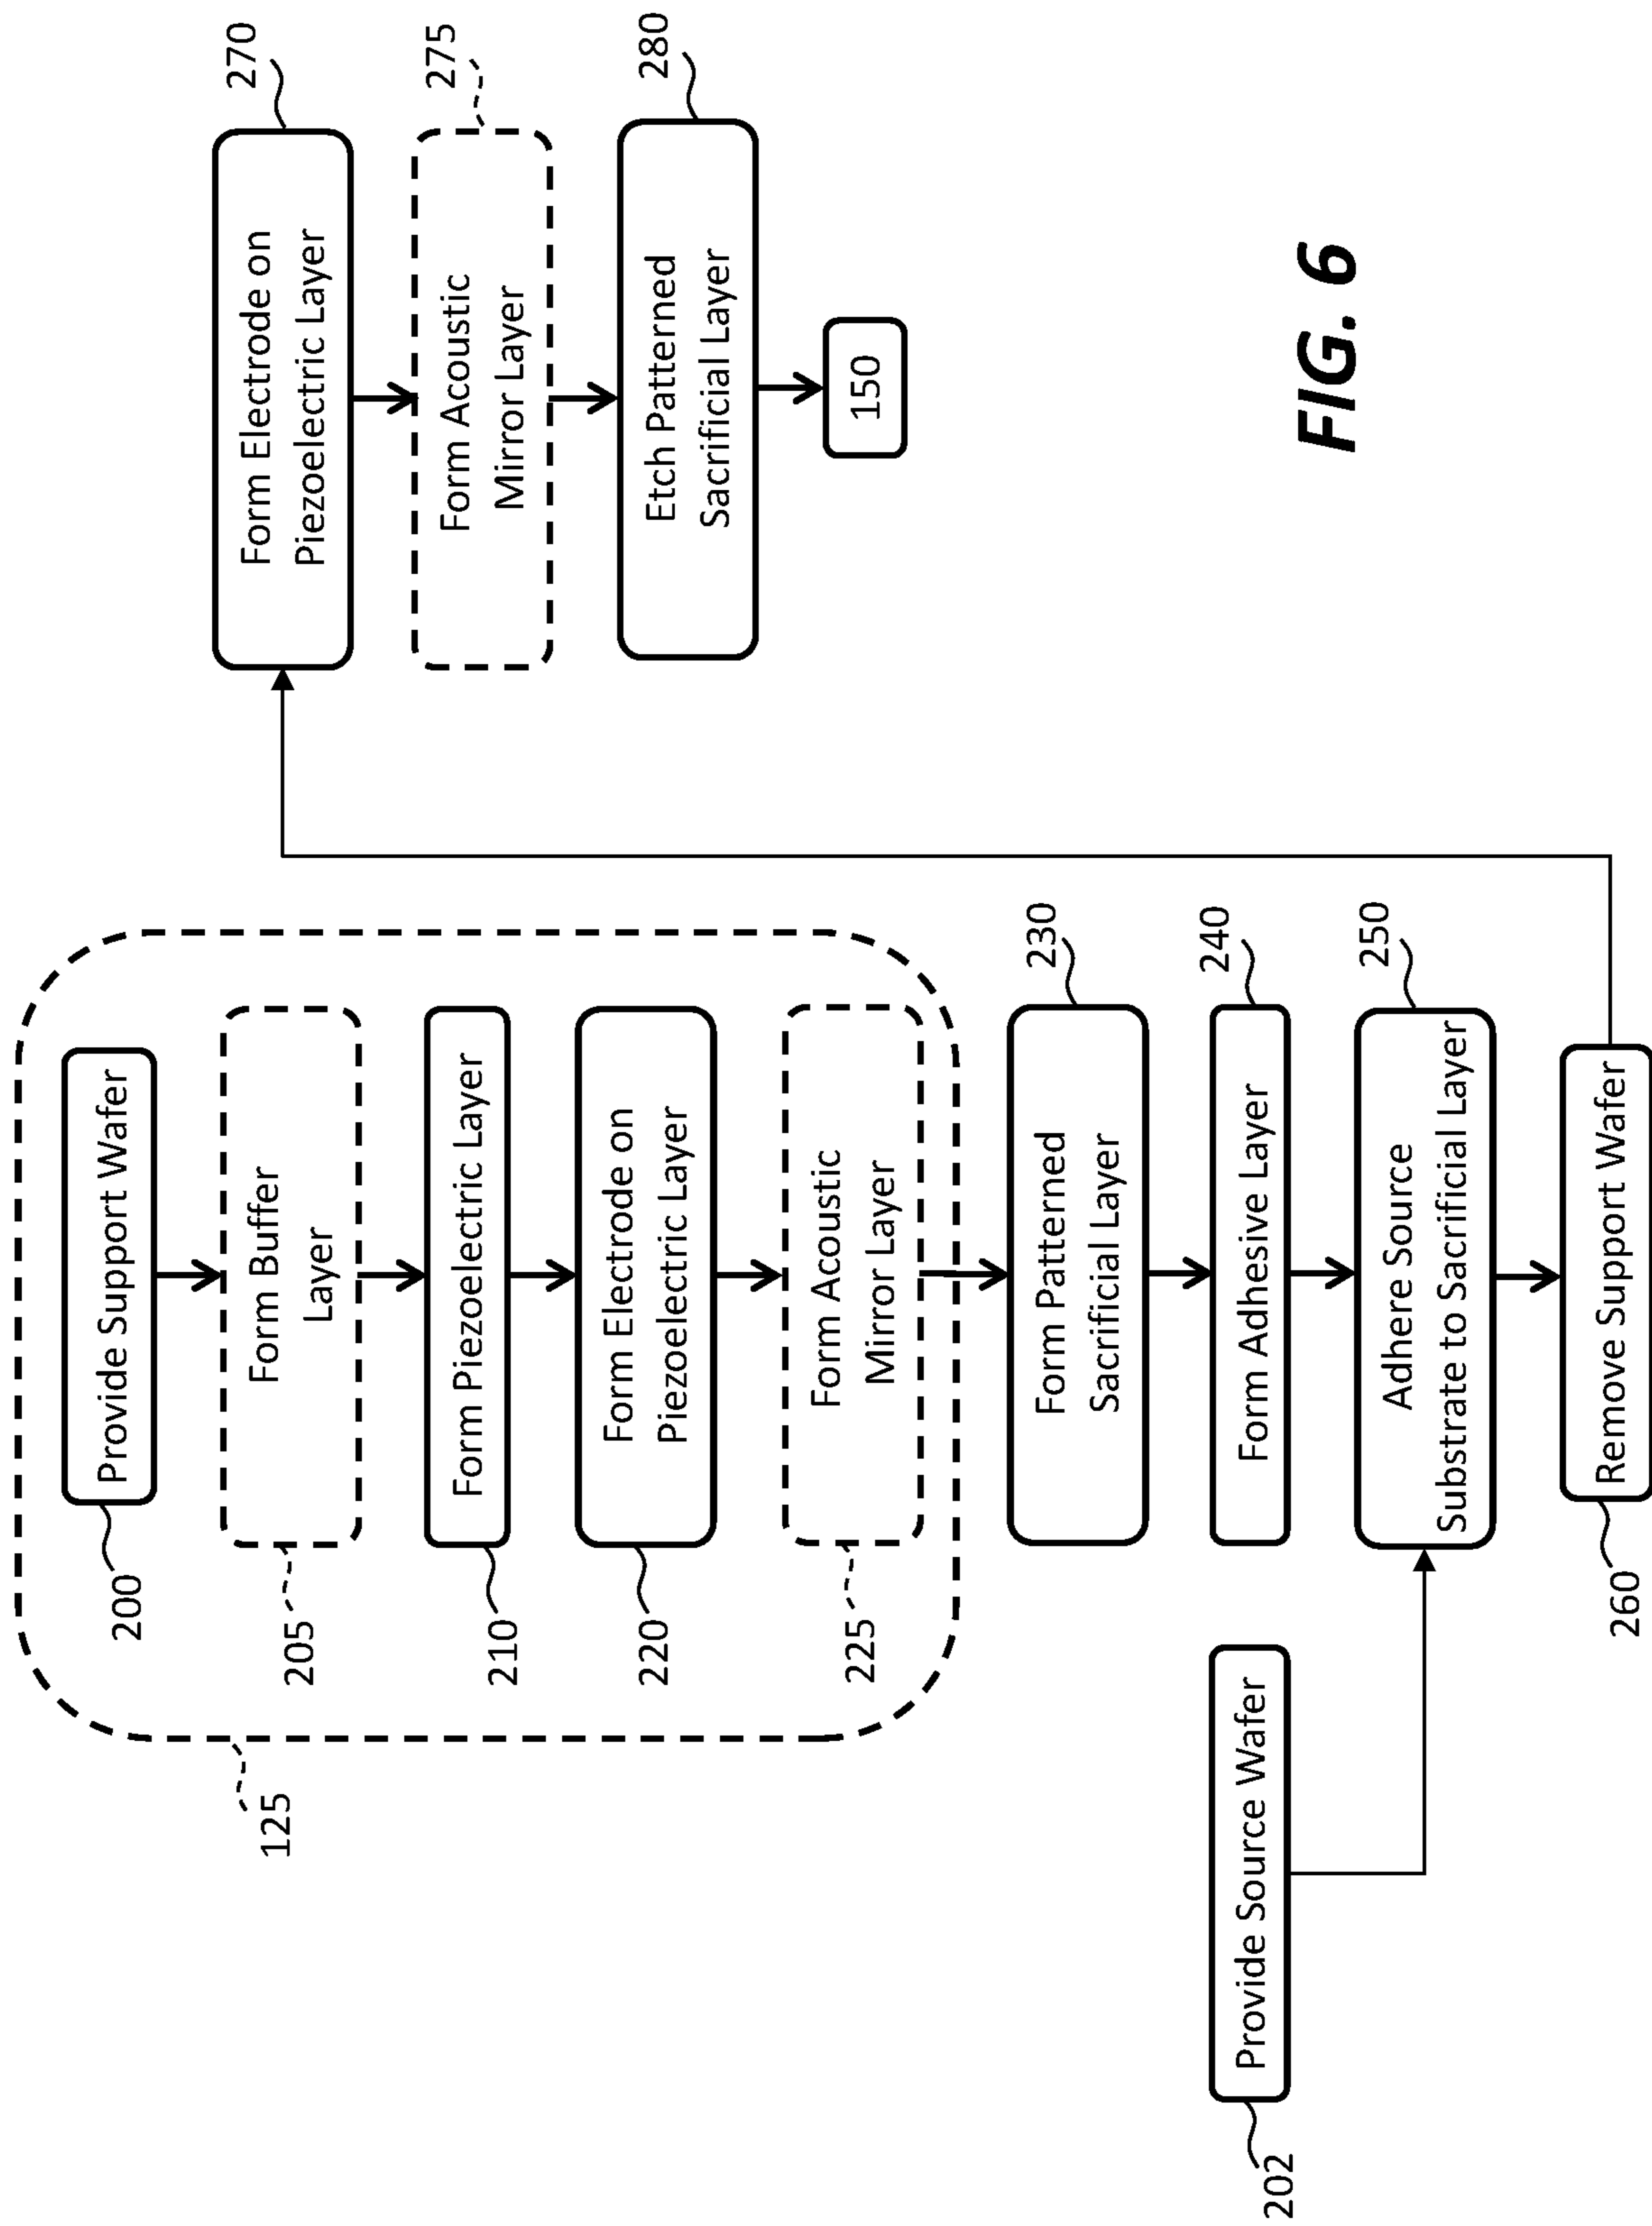 125
200
Provide Support Wafer
205
Form Buffer
Layer
210
Form Piezoelectric Layer
220
Form Electrode on
Piezoelectric Layer
225
Form Acoustic
Mirror Layer
230
Form Patterned
Sacrificial Layer
240
Form Adhesive Layer
202
Provide Source Wafer
250
Adhere Source
Substrate to Sacrificial Layer
260
Remove Support Wafer
270
Form Electrode on
Piezoelectric Layer
275
Form Acoustic
Mirror Layer
280
Etch Patterned
Sacrificial Layer
150
FIG. 6